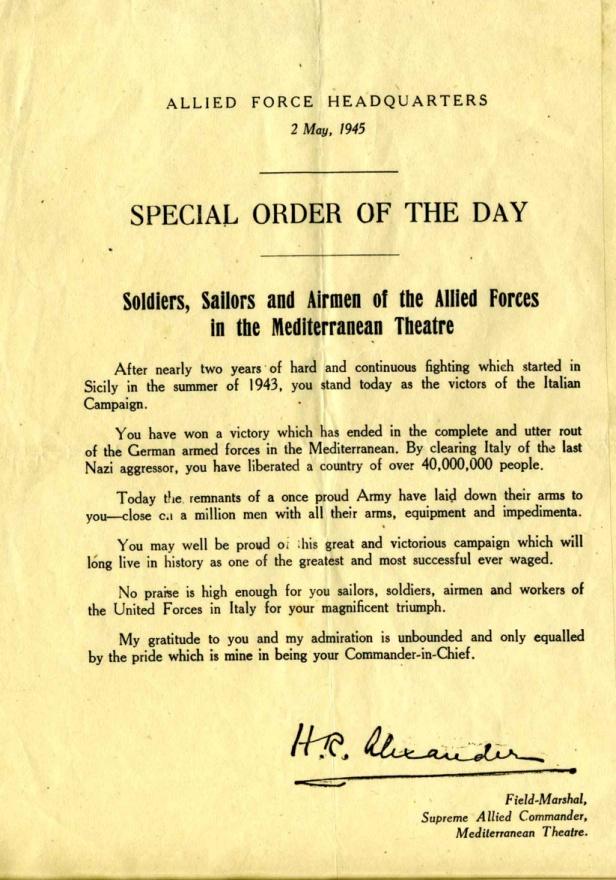 ALLIED FORCE HEADQUARTERS
2 May, 1945
SPECIAL ORDER OF THE DAY
Soldiers, Sailors and Airmen of the Allied Forces
in the Mediterranean Theatre
After nearly two years of hard and continuous fighting which started in
Sicily in the summer of 1943, you stand today as the victors of the Italian
Campaign.
You have won a victory which has ended in the complete and utter rout
of the German armed forces in the Mediterranean. By clearing Italy of the last
Nazi aggressor, you have liberated a country of over 40,000,000 people.
Today the remnants of a once proud Army have laid down their arms to
you—close on a million men with all their arms, equipment and impedimenta.
You may well be proud of this great and victorious campaign which will
long live in history as one of the greatest and most successful ever waged.
No praise is high enough for you sailors, soldiers, airmen and workers of
the United Forces in Italy for your magnificent triumph.
My gratitude to you and my admiration is unbounded and only equalled
by the pride which is mine in being your Commander-in-Chief.
H.R. Alexander
Field-Marshal,
Supreme Allied Commander,
Mediterranean Theatre.